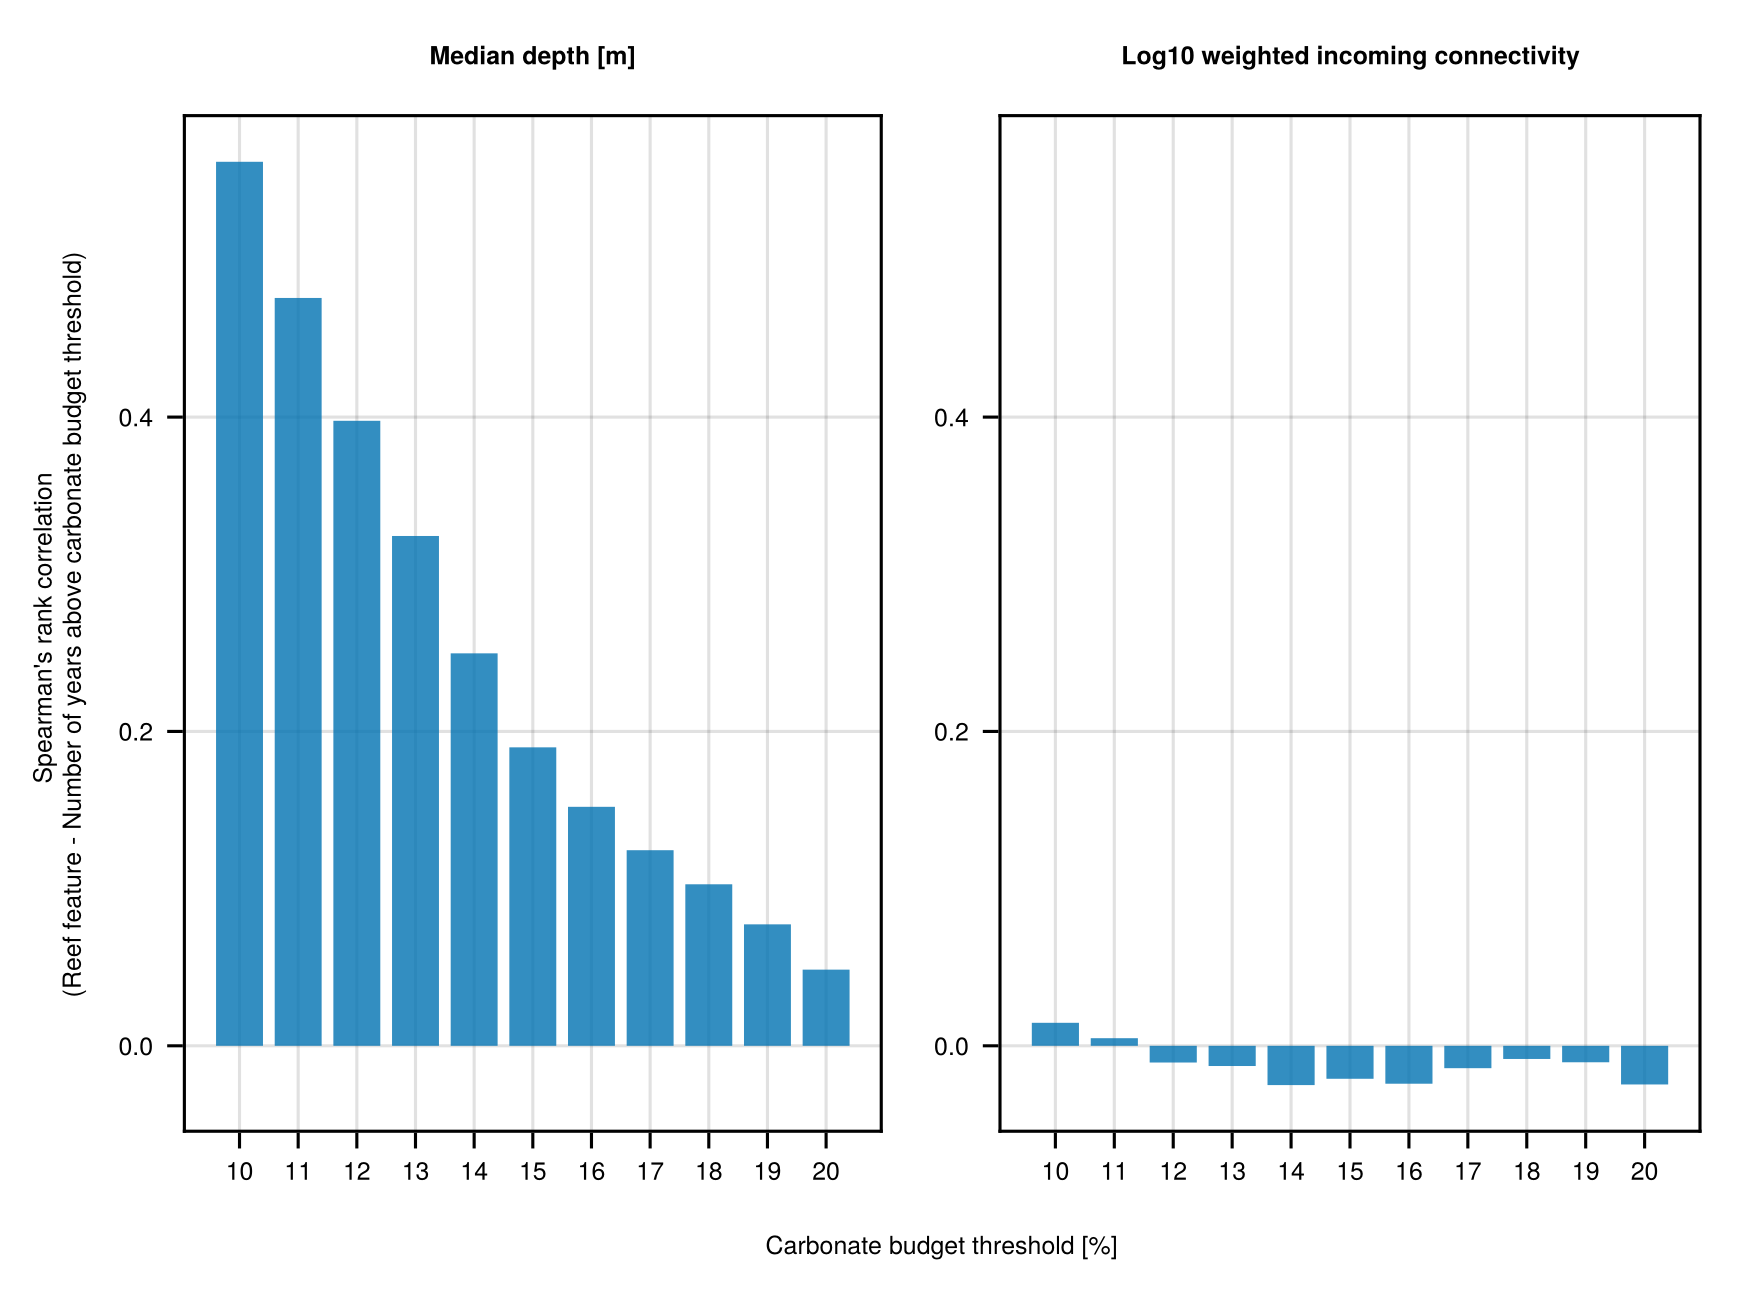 Median depth [m]
Log10 weighted incoming connectivity
Spearman's rank correlation
(Reef feature - Number of years above carbonate budget threshold)
0.4
0.2
0.0
10 11 12 13 14 15 16 17 18 19 20
0.4
0.2
0.0
10 11 12 13 14 15 16 17 18 19 20
Carbonate budget threshold [%]